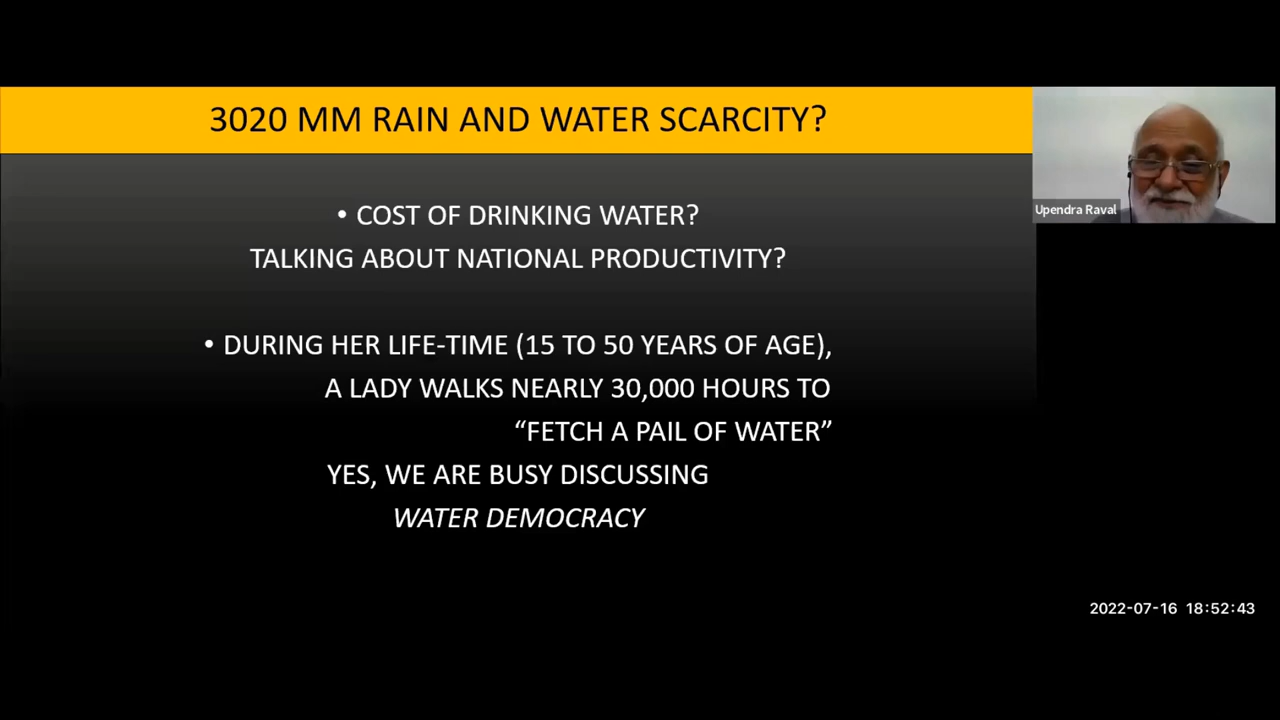 3020 MM RAIN AND WATER SCARCITY?
• COST OF DRINKING WATER?
TALKING ABOUT NATIONAL PRODUCTIVITY?
• DURING HER LIFE-TIME (15 TO 50 YEARS OF AGE),
A LADY WALKS NEARLY 30,000 HOURS TO
“FETCH A PAIL OF WATER”
YES, WE ARE BUSY DISCUSSING
WATER DEMOCRACY
Upendra Raval
2022-07-16 18:52:43